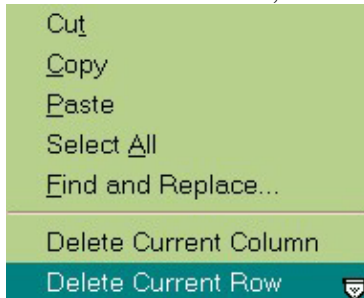 Cut
Copy
Paste
Select All
Find and Replace...
Delete Current Column
Delete Current Row